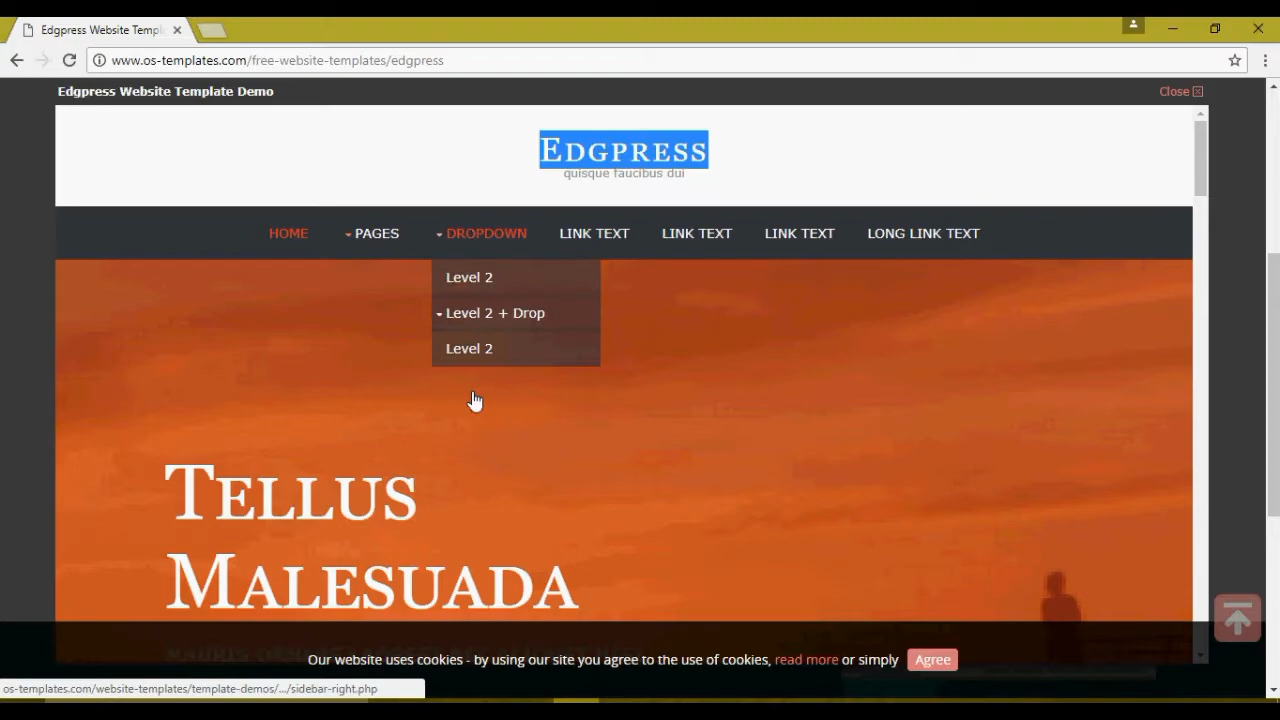 Edgpress Website Templ
www.os-templates.com/free-website-templates/edgpress
Edgpress Website Template Demo
Close
EDGPRESS
quisque faucibus dui
HOME
PAGES
DROPDOWN
LINK TEXT
LINK TEXT
LINK TEXT
LONG LINK TEXT
Level 2
Level 2 + Drop
Level 2
TELLUS
MALESUADA
Our website uses cookies - by using our site you agree to the use of cookies, read more or simply
Agree
os-templates.com/website-templates/template-demos/.../sidebar-right.php